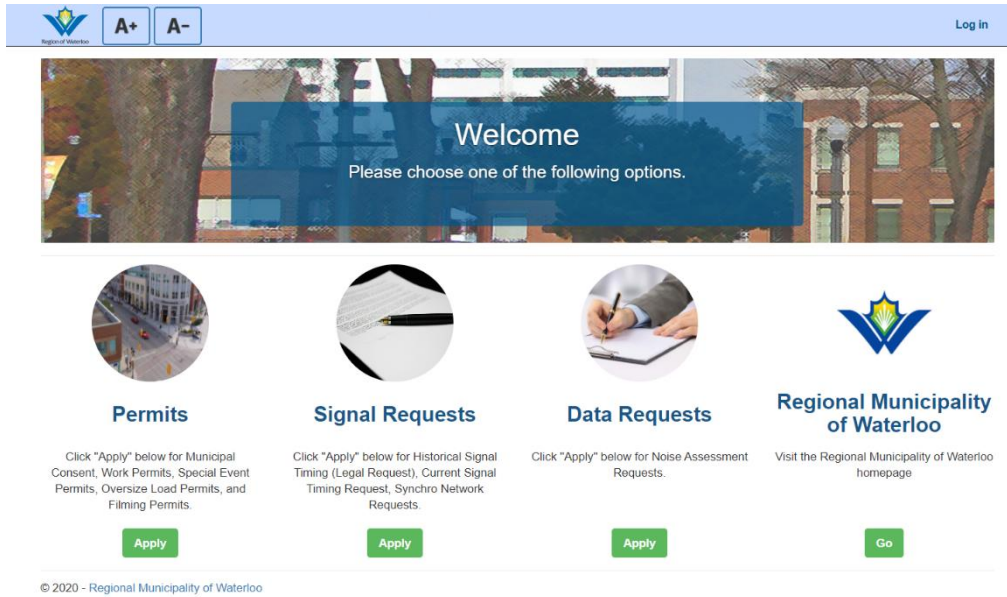 Region of Waterloo
A+ A-
Log in
Welcome
Please choose one of the following options.
Permits
Click "Apply" below for Municipal
Consent, Work Permits, Special Event
Permits, Oversize Load Permits, and
Filming Permits.
Apply
Signal Requests
Click "Apply" below for Historical Signal
Timing (Legal Request), Current Signal
Timing Request, Synchro Network
Requests.
Apply
Data Requests
Click "Apply" below for Noise Assessment
Requests.
Apply
Regional Municipality
of Waterloo
Visit the Regional Municipality of Waterloo
homepage
Go
© 2020 - Regional Municipality of Waterloo